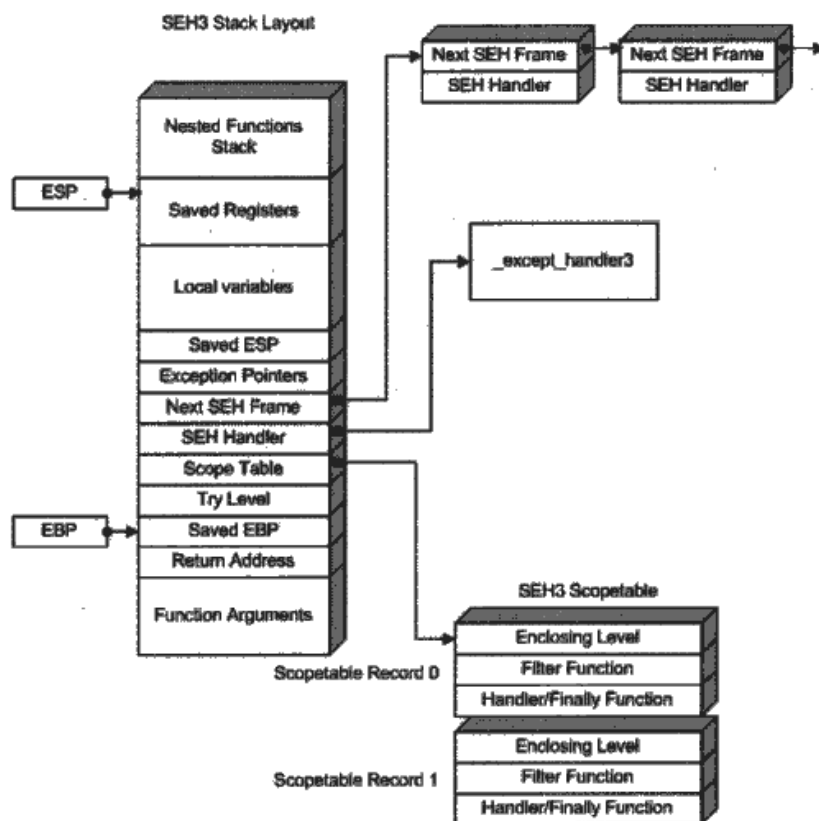 SEH3 Stack Layout
Next SEH Frame
SEH Handler
Next SEH Frame
SEH Handler
Nested Functions
Stack
ESP
Saved Registers
Local variables
_except_handler3
Saved ESP
Exception Pointers
Next SEH Frame
SEH Handler
Scope Table
Try Level
EBP
Saved EBP
Return Address
Function Arguments
SEH3 Scopetable
Scopetable Record 0
Enclosing Level
Filter Function
Handler/Finally Function
Scopetable Record 1
Enclosing Level
Filter Function
Handler/Finally Function